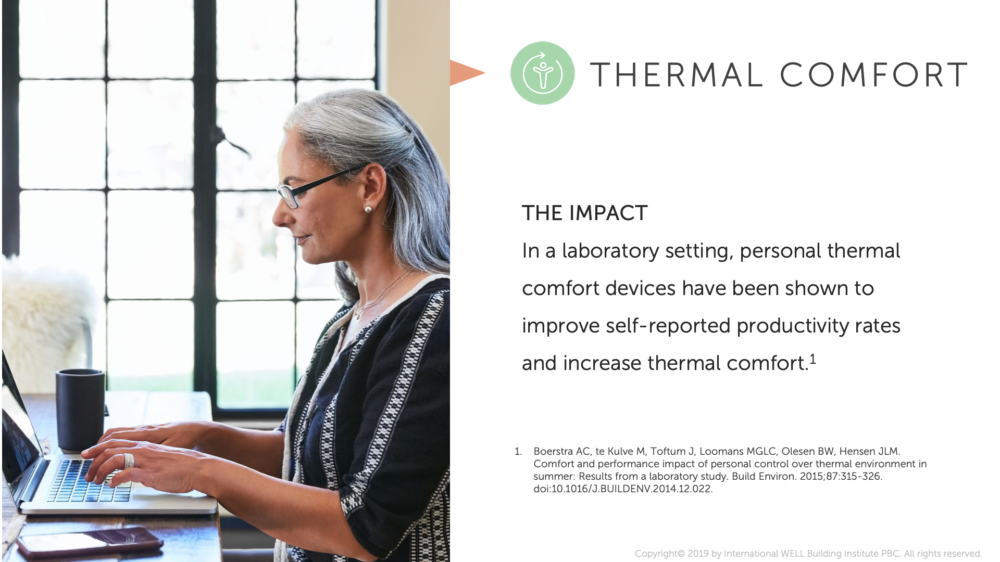 THERMAL COMFORT
THE IMPACT
In a laboratory setting, personal thermal
comfort devices have been shown to
improve self-reported productivity rates
and increase thermal comfort.¹
1. Boerstra AC, te Kulve M, Toftum J, Loomans MGLC, Olesen BW, Hensen JLM.
Comfort and performance impact of personal control over thermal environment in
summer: Results from a laboratory study. Build Environ. 2015;87:315-326.
doi:10.1016/J.BUILDENV.2014.12.022.
Copyright© 2019 by International WELL Building Institute PBC. All rights reserved.